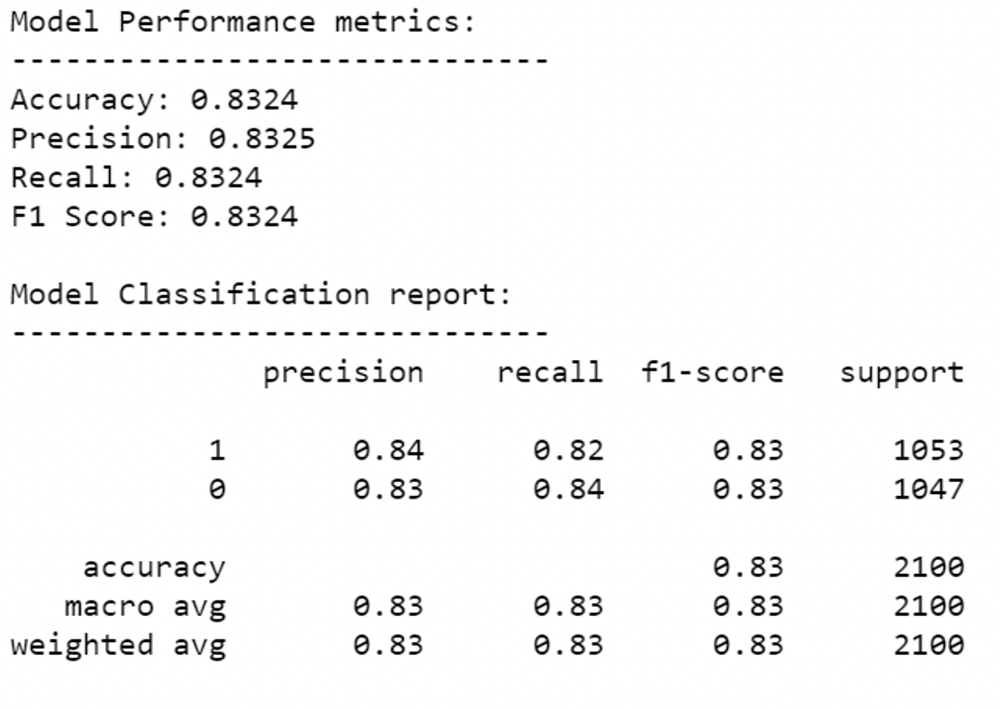 Model Performance metrics:
------------------------------
Accuracy: 0.8324
Precision: 0.8325
Recall: 0.8324
F1 Score: 0.8324

Model Classification report:
------------------------------
              precision    recall  f1-score   support

           1       0.84      0.82      0.83      1053
           0       0.83      0.84      0.83      1047

    accuracy                           0.83      2100
   macro avg       0.83      0.83      0.83      2100
weighted avg       0.83      0.83      0.83      2100